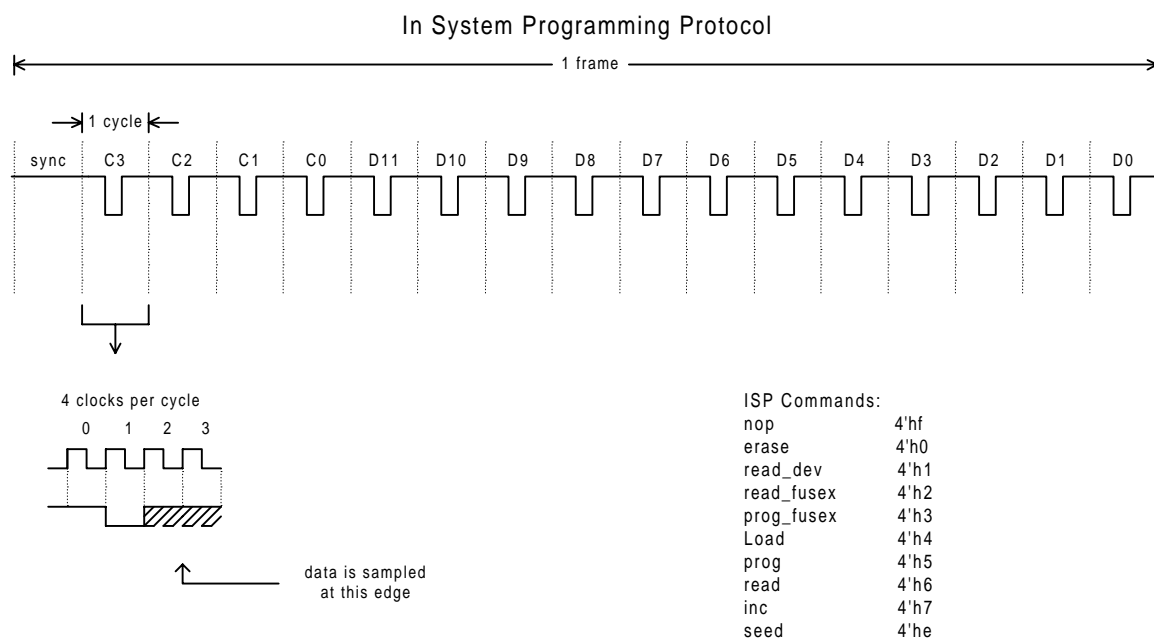 In System Programming Protocol
1 frame
1 cycle
sync C3 C2 C1 C0 D11 D10 D9 D8 D7 D6 D5 D4 D3 D2 D1 D0
4 clocks per cycle
0 1 2 3
data is sampled
at this edge
ISP Commands:
nop 4'hf
erase 4'h0
read_dev 4'h1
read_fusex 4'h2
prog_fusex 4'h3
Load 4'h4
prog 4'h5
read 4'h6
inc 4'h7
seed 4'he